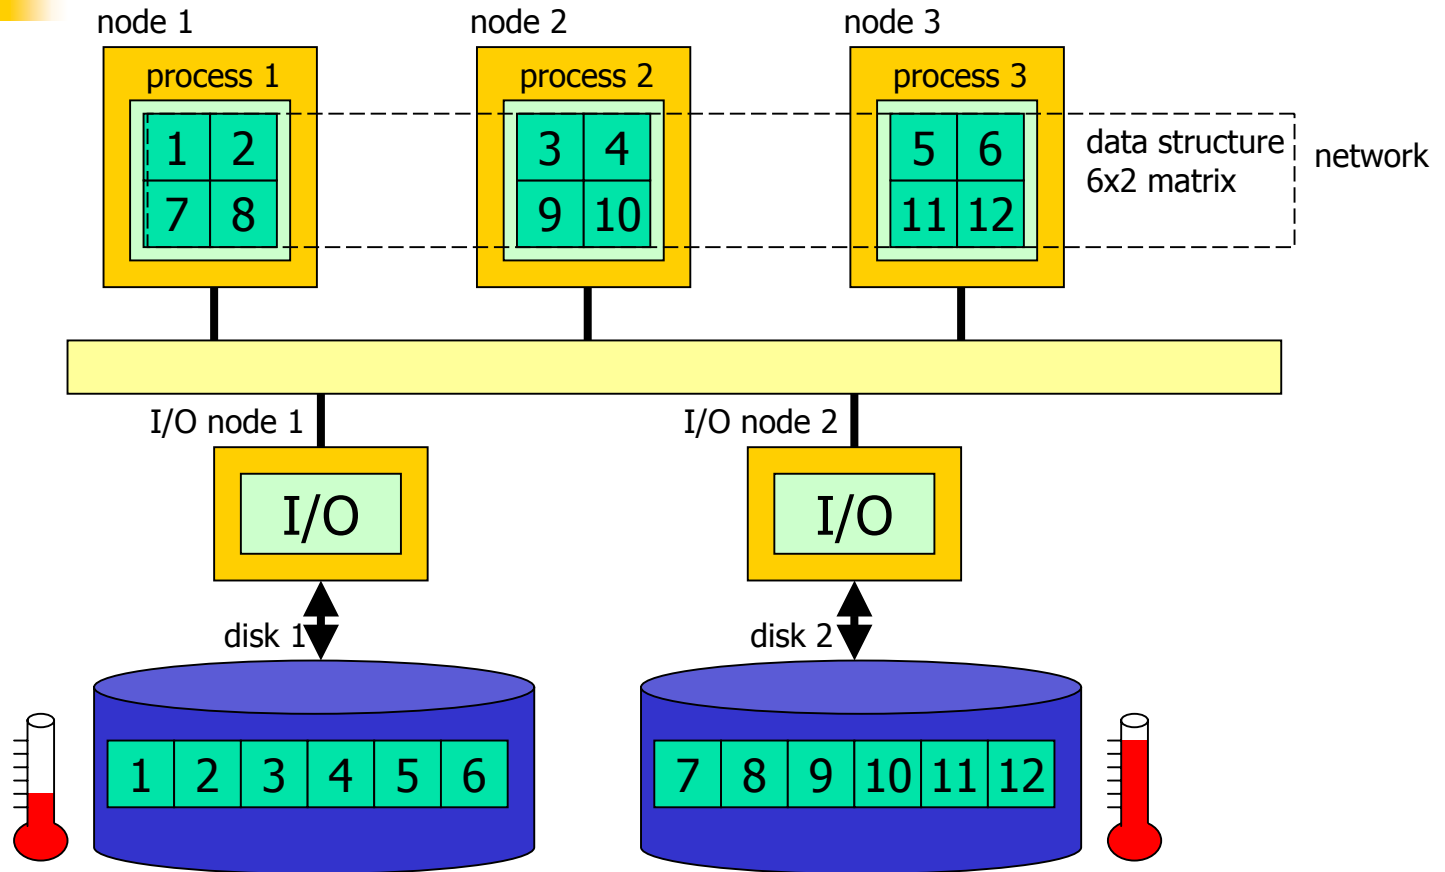 node 1
node 2
node 3
process 1
process 2
process 3
1 2
7 8
3 4
9 10
5 6
11 12
data structure
6x2 matrix
network
I/O node 1
I/O node 2
I/O
I/O
disk 1
disk 2
1 2 3 4 5 6
7 8 9 10 11 12